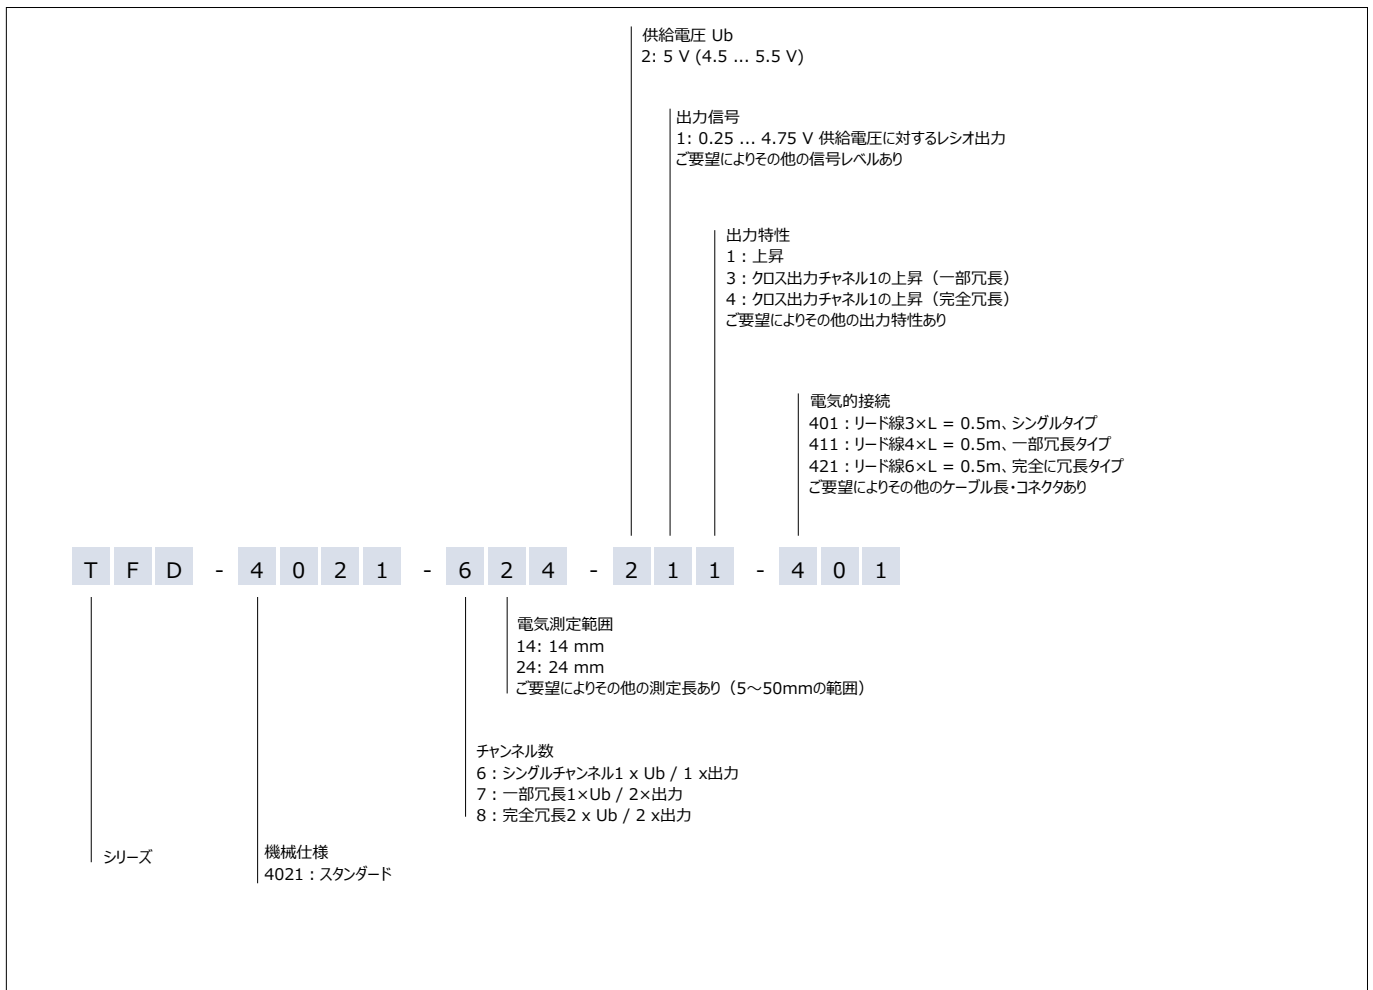 供給電圧 Ub
2: 5 V (4.5 ... 5.5 V)
出力信号
1: 0.25 ... 4.75 V 供給電圧に対するレシオ出力
ご要望によりその他の信号レベルあり
出力特性
1：上昇
3：クロス出力チャネル1の上昇（一部冗長）
4：クロス出力チャネル1の上昇（完全冗長）
ご要望によりその他の出力特性あり
電気的接続
401：リード線3×L = 0.5m、シングルタイプ
411：リード線4×L = 0.5m、一部冗長タイプ
421：リード線6×L = 0.5m、完全に冗長タイプ
ご要望によりその他のケーブル長・コネクタあり
T F D - 4 0 2 1 - 6 2 4 - 2 1 1 - 4 0 1
電気測定範囲
14: 14 mm
24: 24 mm
ご要望によりその他の測定長あり（5～50mmの範囲）
チャンネル数
6：シングルチャンネル1 x Ub / 1 x出力
7：一部冗長1×Ub / 2×出力
8：完全冗長2 x Ub / 2 x出力
シリーズ
機械仕様
4021：スタンダード